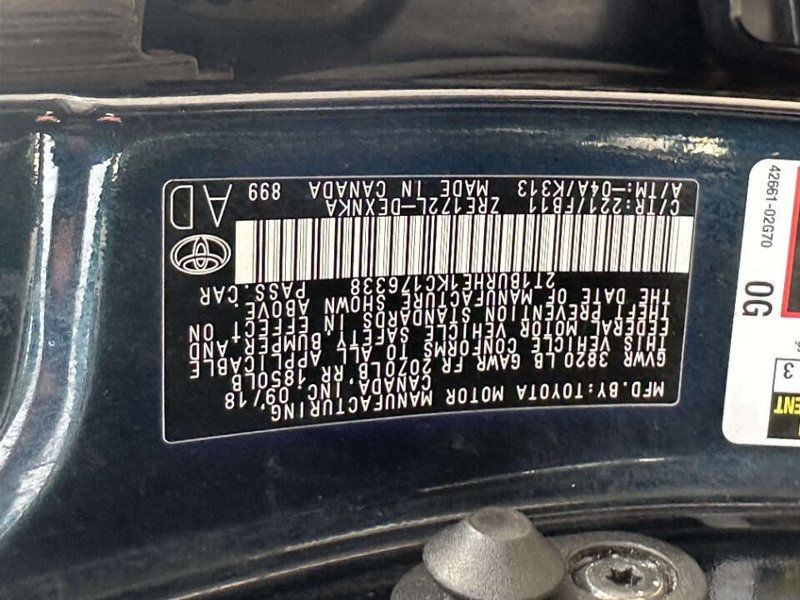 MFD.BY:TOYOTA MOTOR MANUFACTURING
CANADA, INC. 09/18
GVWR 3820LB GAWR FR 2070LB RR 1850LB
THIS VEHICLE CONFORMS TO ALL APPLICABLE
FEDERAL MOTOR VEHICLE SAFETY, BUMPER, AND
THEFT PREVENTION STANDARDS IN EFFECT ON
THE DATE OF MANUFACTURE SHOWN ABOVE.
2T1BURHE1KC176338 PASS.CAR
C/TR:221/FB11 ZRE172L-DEXNKA
A/TM:-04A/K313 MADE IN CANADA 899
AD
42661-02G70
0G
3